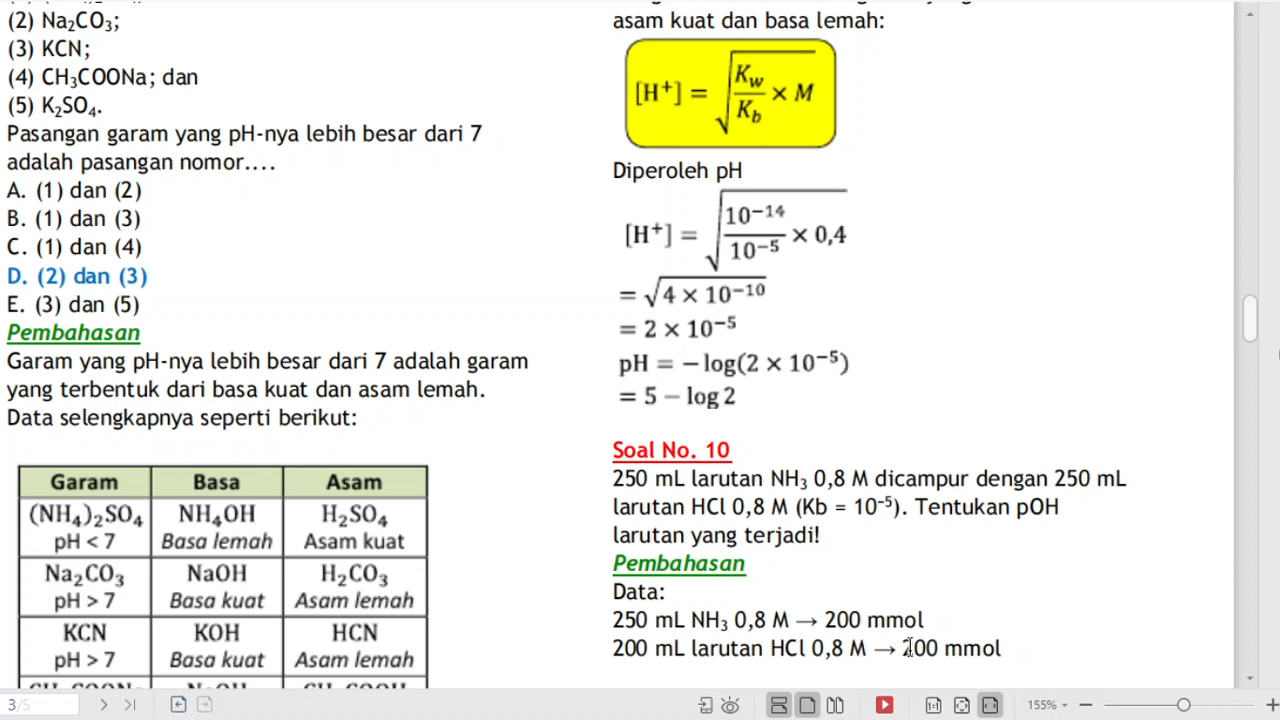 (2) Na₂CO₃;
(3) KCN;
(4) CH₃COONa; dan
(5) K₂SO₄.
Pasangan garam yang pH-nya lebih besar dari 7
adalah pasangan nomor....
A. (1) dan (2)
B. (1) dan (3)
C. (1) dan (4)
D. (2) dan (3)
E. (3) dan (5)
Pembahasan
Garam yang pH-nya lebih besar dari 7 adalah garam
yang terbentuk dari basa kuat dan asam lemah.
Data selengkapnya seperti berikut:
Garam Basa Asam
(NH₄)₂SO₄ NH₄OH H₂SO₄
pH < 7 Basa lemah Asam kuat
Na₂CO₃ NaOH H₂CO₃
pH > 7 Basa kuat Asam lemah
KCN KOH HCN
pH > 7 Basa kuat Asam lemah
asam kuat dan basa lemah:
[H⁺] = √(K_w/K_b × M)
Diperoleh pH
[H⁺] = √(10⁻¹⁴/10⁻⁵ × 0,4)
= √(4 × 10⁻¹⁰)
= 2 × 10⁻⁵
pH = − log(2 × 10⁻⁵)
= 5 − log 2
Soal No. 10
250 mL larutan NH₃ 0,8 M dicampur dengan 250 mL
larutan HCl 0,8 M (Kb = 10⁻⁵). Tentukan pOH
larutan yang terjadi!
Pembahasan
Data:
250 mL NH₃ 0,8 M → 200 mmol
200 mL larutan HCl 0,8 M → 200 mmol
3/5
1:1
155%